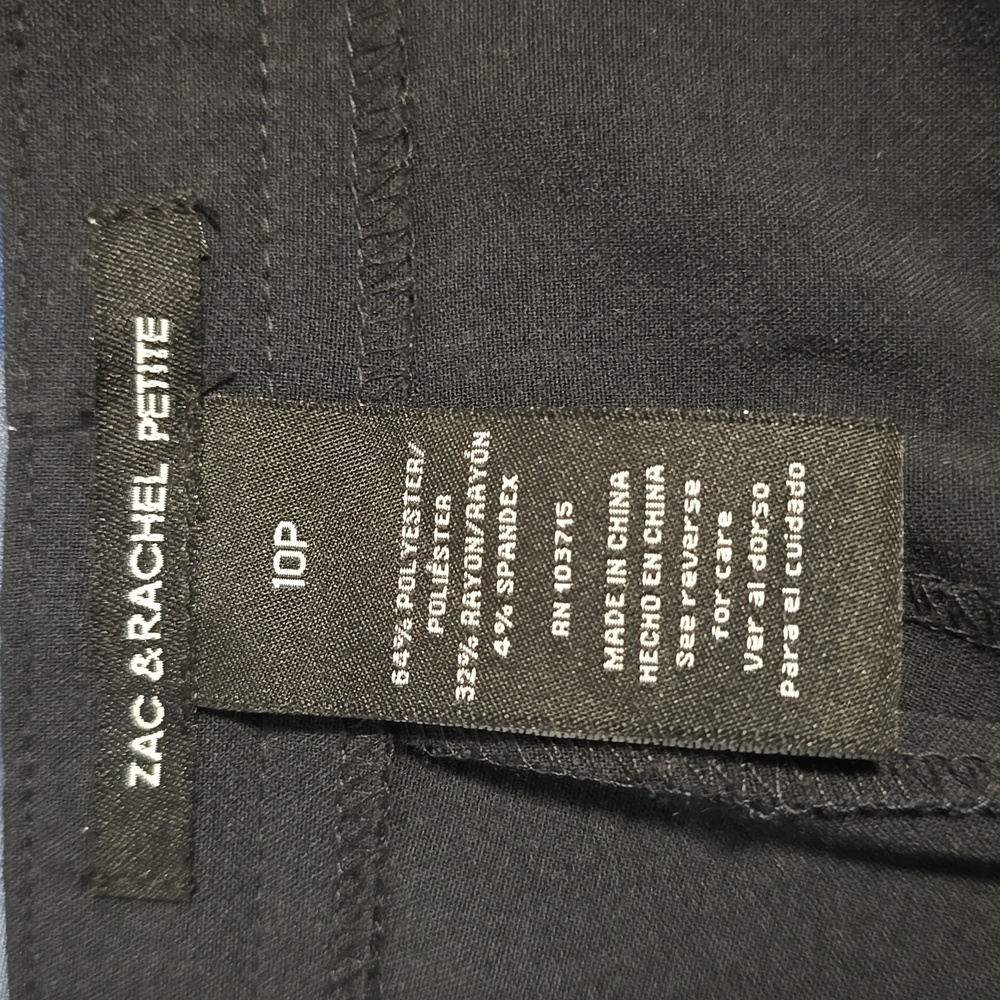 ZAC & RACHEL PETITE
10P
64% POLYESTER/
POLIÉSTER
32% RAYON/RAYÓN
4% SPANDEX
RN 103715
MADE IN CHINA
HECHO EN CHINA
See reverse
for care
Ver al dorso
Para el cuidado